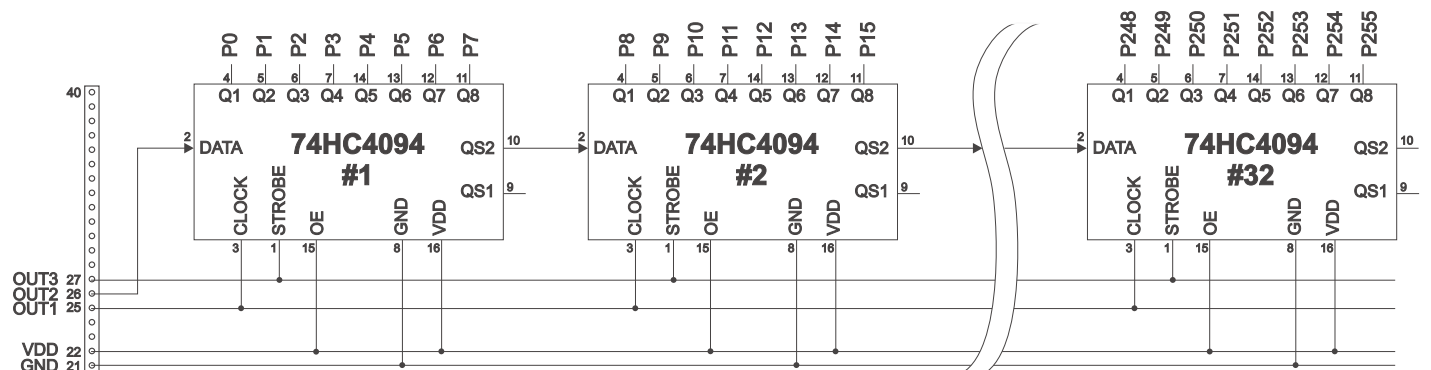 P0 P1 P2 P3 P4 P5 P6 P7 P8 P9 P10 P11 P12 P13 P14 P15 P248 P249 P250 P251 P252 P253 P254 P255
4 5 6 7 14 13 12 11 4 5 6 7 14 13 12 11 4 5 6 7 14 13 12 11
40 Q1 Q2 Q3 Q4 Q5 Q6 Q7 Q8 Q1 Q2 Q3 Q4 Q5 Q6 Q7 Q8 Q1 Q2 Q3 Q4 Q5 Q6 Q7 Q8
2 DATA 74HC4094 QS2 10 2 DATA 74HC4094 QS2 10 2 DATA 74HC4094 QS2 10
#1 #2 #32
QS1 9 QS1 9 QS1 9
CLOCK STROBE OE GND VDD CLOCK STROBE OE GND VDD CLOCK STROBE OE GND VDD
3 1 15 8 16 3 1 15 8 16 3 1 15 8 16
OUT3 27
OUT2 26
OUT1 25
VDD 22
GND 21